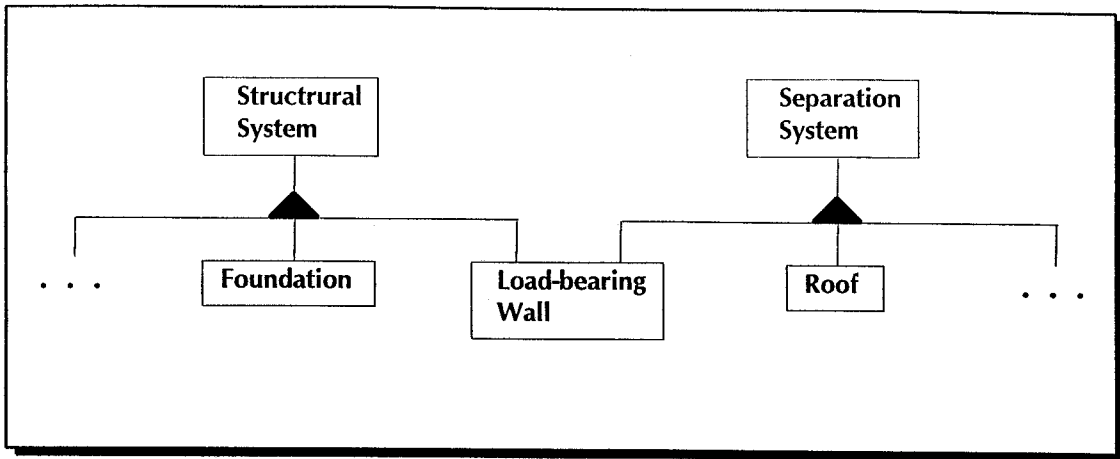 Structrural
System
Separation
System
. . .
Foundation
Load-bearing
Wall
Roof
. . .